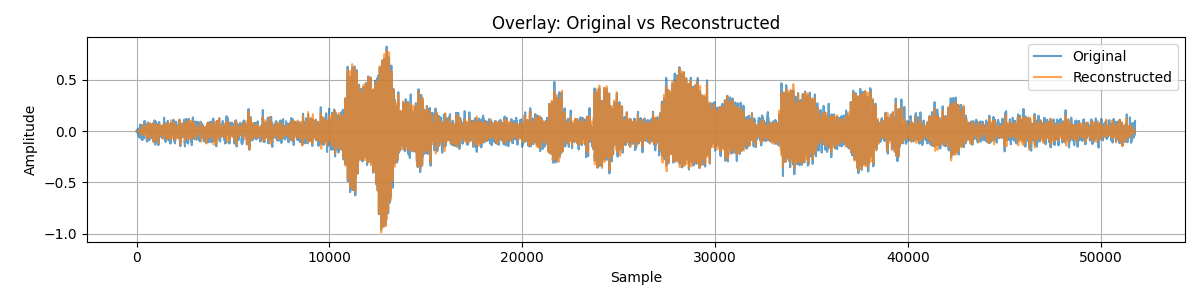 Overlay: Original vs Reconstructed
Original
Reconstructed
Amplitude
0.5
0.0
−0.5
−1.0
0 10000 20000 30000 40000 50000
Sample